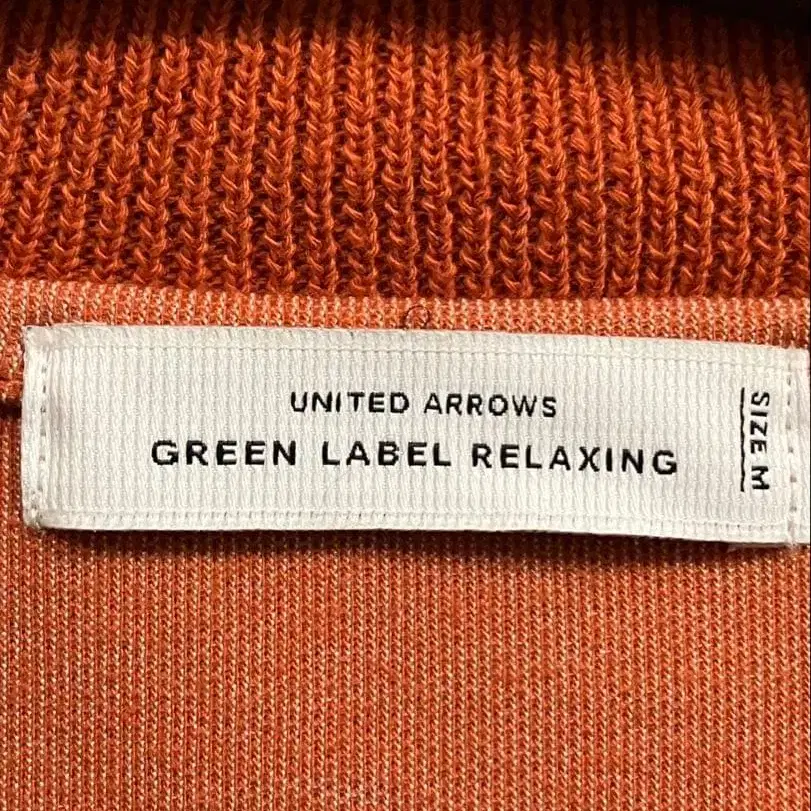 UNITED ARROWS
GREEN LABEL RELAXING
SIZE M